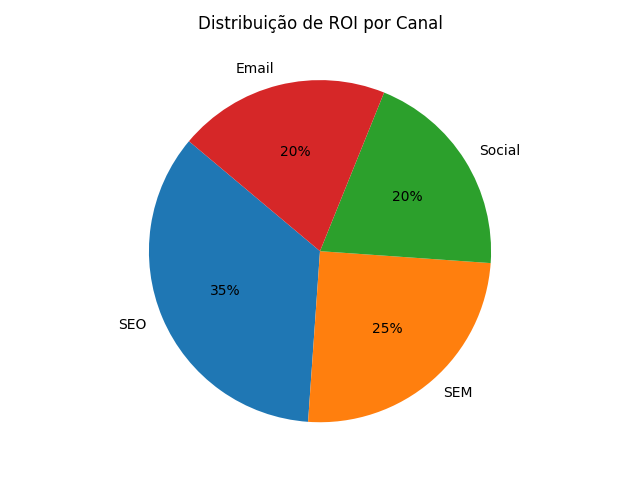 Distribuição de ROI por Canal
Email
Social
20%
20%
35%
SEO
25%
SEM